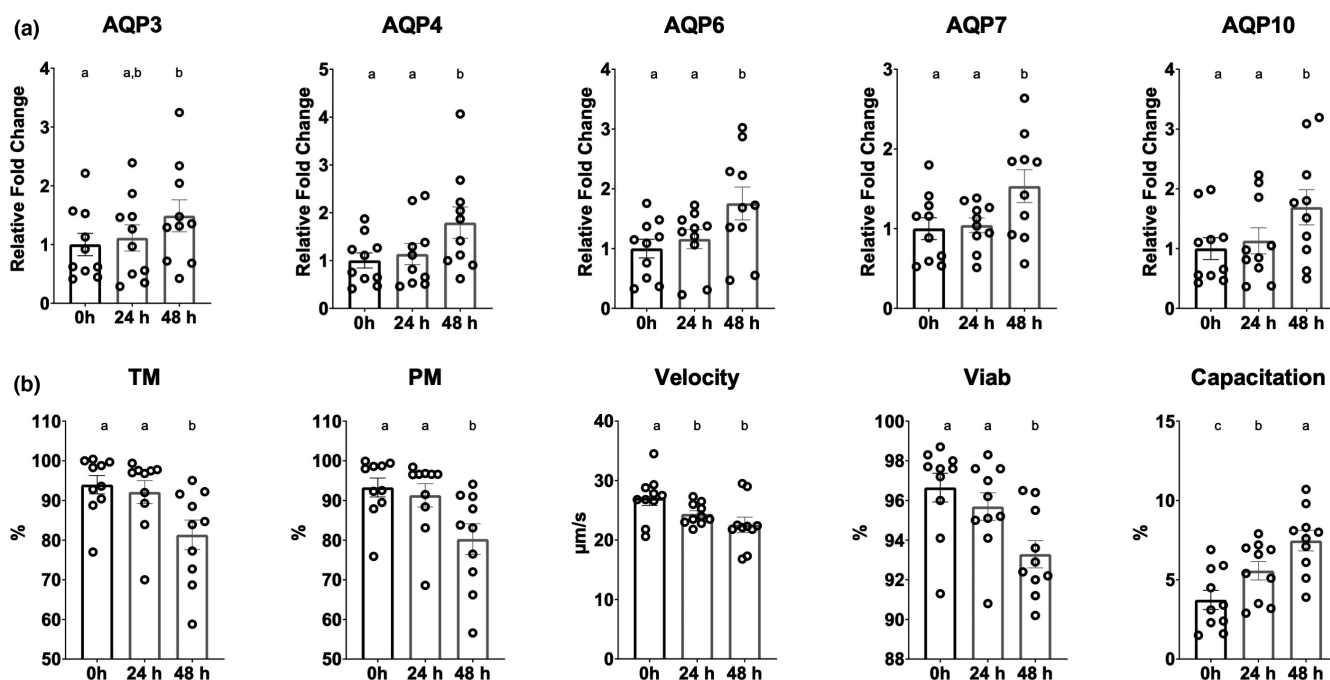 (a)
AQP3
AQP4
AQP6
AQP7
AQP10
Relative Fold Change
4
3
2
1
0
a
a,b
b
0h
24 h
48 h
Relative Fold Change
5
4
3
2
1
0
a
a
b
0h
24 h
48 h
Relative Fold Change
4
3
2
1
0
a
a
b
0h
24 h
48 h
Relative Fold Change
3
2
1
0
a
a
b
0h
24 h
48 h
Relative Fold Change
4
3
2
1
0
a
a
b
0h
24 h
48 h
(b)
TM
PM
Velocity
Viab
Capacitation
%
110
100
90
80
70
60
50
a
a
b
0h
24 h
48 h
%
110
100
90
80
70
60
50
a
a
b
0h
24 h
48 h
µm/s
40
30
20
10
0
a
b
b
0h
24 h
48 h
%
100
98
96
94
92
90
88
a
a
b
0h
24 h
48 h
%
15
10
5
0
c
b
a
0h
24 h
48 h